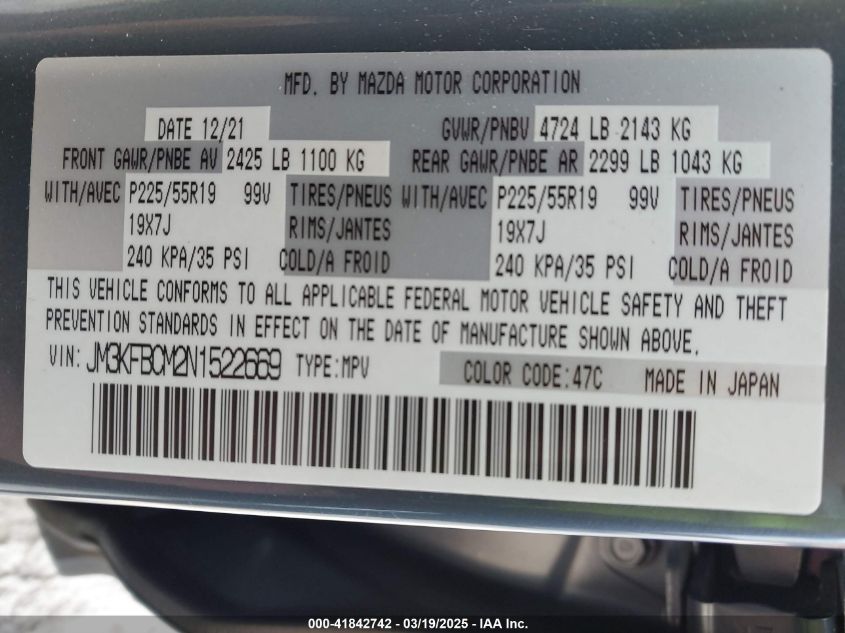 MFD. BY MAZDA MOTOR CORPORATION
DATE 12/21 GVWR/PNBV 4724 LB 2143 KG
FRONT GAWR/PNBE AV 2425 LB 1100 KG REAR GAWR/PNBE AR 2299 LB 1043 KG
WITH/AVEC P225/55R19 99V TIRES/PNEUS WITH/AVEC P225/55R19 99V TIRES/PNEUS
19X7J RIMS/JANTES 19X7J RIMS/JANTES
240 KPA/35 PSI COLD/A FROID 240 KPA/35 PSI COLD/A FROID
THIS VEHICLE CONFORMS TO ALL APPLICABLE FEDERAL MOTOR VEHICLE SAFETY AND THEFT
PREVENTION STANDARDS IN EFFECT ON THE DATE OF MANUFACTURE SHOWN ABOVE.
VIN: JM3KFBCM2N1522669 TYPE:MPV COLOR CODE:47C MADE IN JAPAN
000-41842742 - 03/19/2025 - IAA Inc.